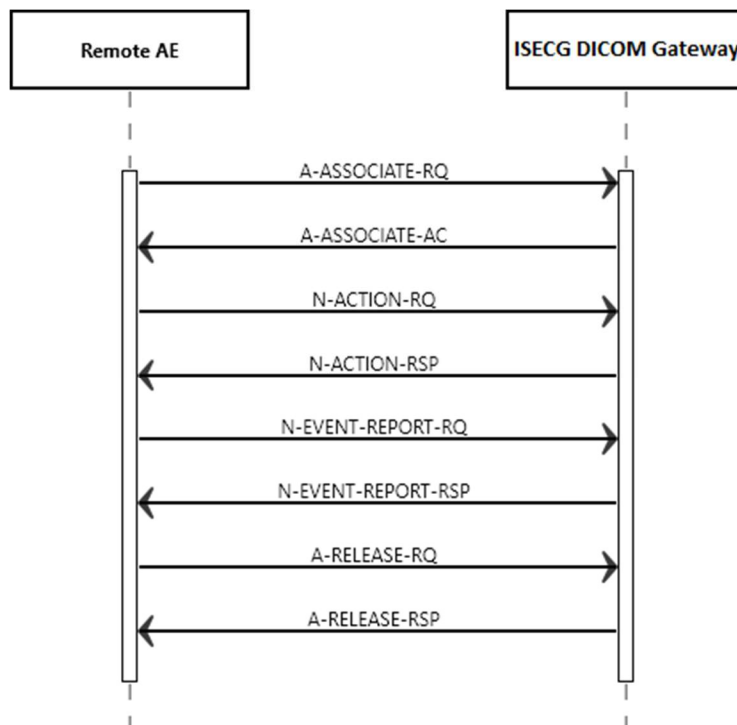 Remote AE
ISECG DICOM Gateway
A-ASSOCIATE-RQ
A-ASSOCIATE-AC
N-ACTION-RQ
N-ACTION-RSP
N-EVENT-REPORT-RQ
N-EVENT-REPORT-RSP
A-RELEASE-RQ
A-RELEASE-RSP